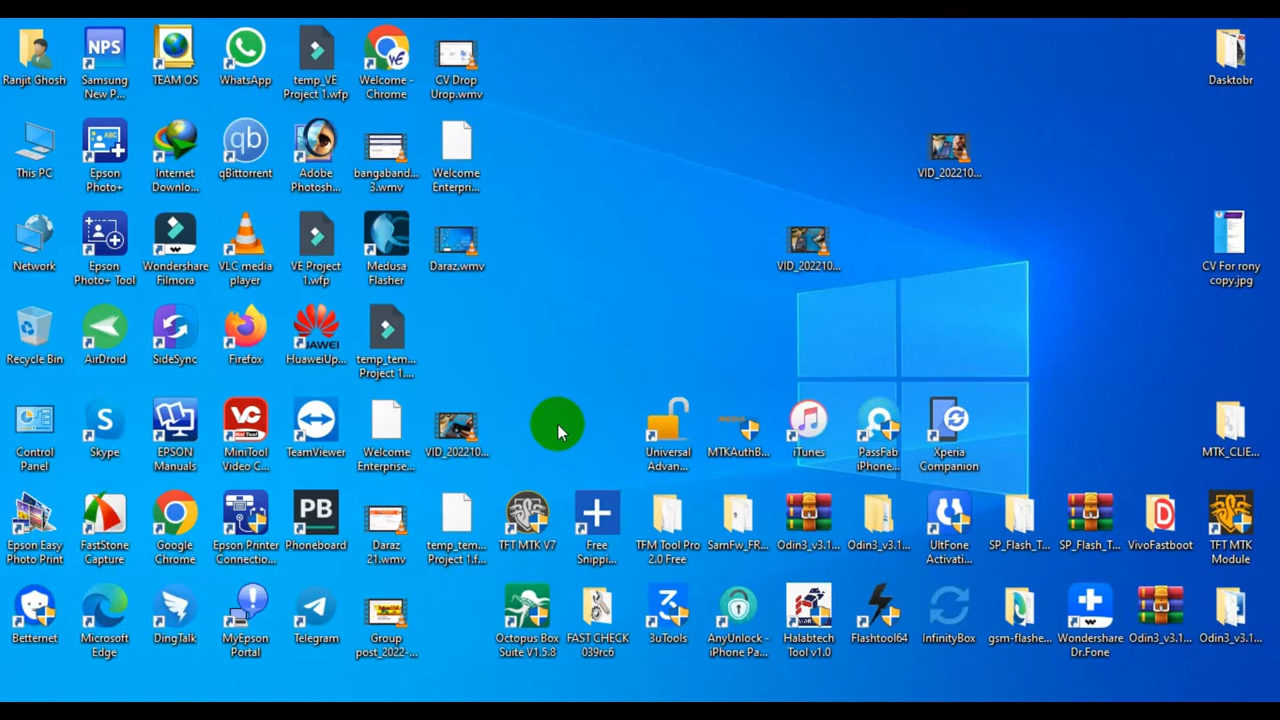 Ranjit Ghosh
Samsung
New P...
TEAM OS
WhatsApp
temp_VE
Project 1.wfp
Welcome -
Chrome
CV Drop
Urop.wmv
Dasktobr
This PC
Epson
Photo+
Internet
Downlo...
qBittorrent
Adobe
Photosh...
bangaband...
3.wmv
Welcome
Enterpri...
VID_202210...
Network
Epson
Photo+ Tool
Wondershare
Filmora
VLC media
player
VE Project
1.wfp
Medusa
Flasher
Daraz.wmv
VID_202210...
CV For rony
copy.jpg
Recycle Bin
AirDroid
SideSync
Firefox
HuaweiUp...
temp_tem...
Project 1....
Control
Panel
Skype
EPSON
Manuals
MiniTool
Video C...
TeamViewer
Welcome
Enterprise...
VID_202210...
Universal
Advan...
MTKAuthB...
iTunes
PassFab
iPhone...
Xperia
Companion
MTK_CLIE...
Epson Easy
Photo Print
FastStone
Capture
Google
Chrome
Epson Printer
Connectio...
Phoneboard
Daraz
21.wmv
temp_tem...
Project 1.f...
TFT MTK V7
Free
Snippi...
TFM Tool Pro
2.0 Free
SamFw_FR...
Odin3_v3.1...
Odin3_v3.1...
UltFone
Activati...
SP_Flash_T...
SP_Flash_T...
VivoFastboot
TFT MTK
Module
Betternet
Microsoft
Edge
DingTalk
MyEpson
Portal
Telegram
Group
post_2022-...
Octopus Box
Suite V1.5.8
FAST CHECK
039rc6
3uTools
AnyUnlock -
iPhone Pa...
Halabtech
Tool v1.0
Flashtool64
InfinityBox
gsm-flashe...
Wondershare
Dr.Fone
Odin3_v3.1...
Odin3_v3.1...